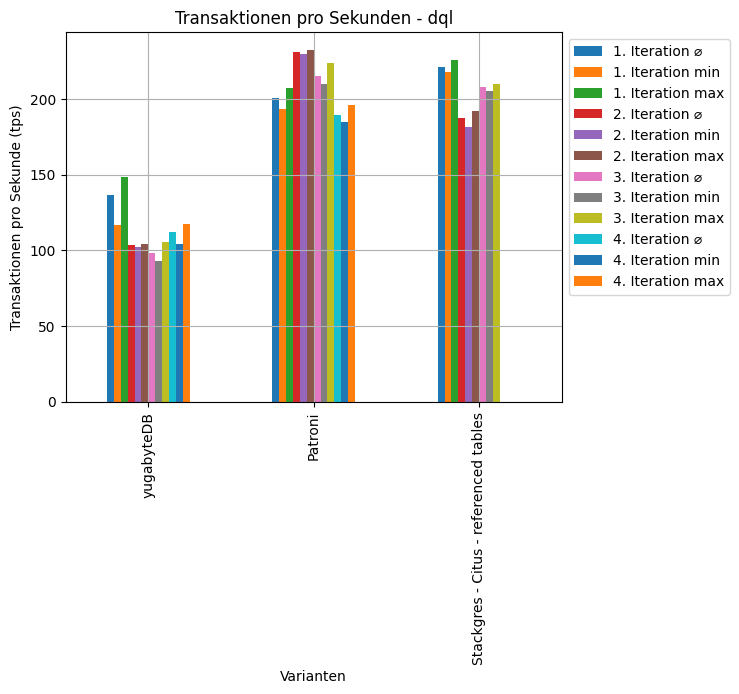 Transaktionen pro Sekunden - dql
Transaktionen pro Sekunde (tps)
200
150
100
50
0
yugabyteDB
Patroni
Stackgres - Citus - referenced tables
Varianten
1. Iteration ⌀
1. Iteration min
1. Iteration max
2. Iteration ⌀
2. Iteration min
2. Iteration max
3. Iteration ⌀
3. Iteration min
3. Iteration max
4. Iteration ⌀
4. Iteration min
4. Iteration max